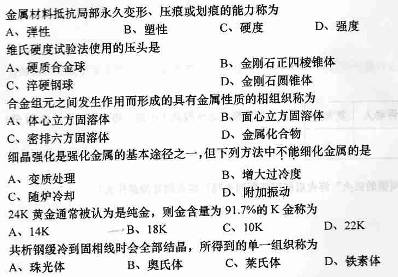 金属材料抵抗局部永久变形、压痕或划痕的能力称为
A、弹性 B、塑性 C、硬度 D、强度
维氏硬度试验法使用的压头是
A、硬质合金球 B、金刚石正四棱锥体
C、淬硬钢球 D、金刚石圆锥体
合金组元之间发生作用而形成的具有金属性质的相组织称为
A、体心立方固溶体 B、面心立方固溶体
C、密排六方固溶体 D、金属化合物
细晶强化是强化金属的基本途径之一,但下列方法中不能细化金属的是
A、变质处理 B、增大过冷度
C、随炉冷却 D、附加振动
24K 黄金通常被认为是纯金，则金含量为 91.7%的 K 金称为
A、14K B、18K C、10K D、22K
共析钢缓冷到固相线时会全部结晶，所得到的单一组织称为
A、珠光体 B、奥氏体 C、莱氏体 D、铁素体